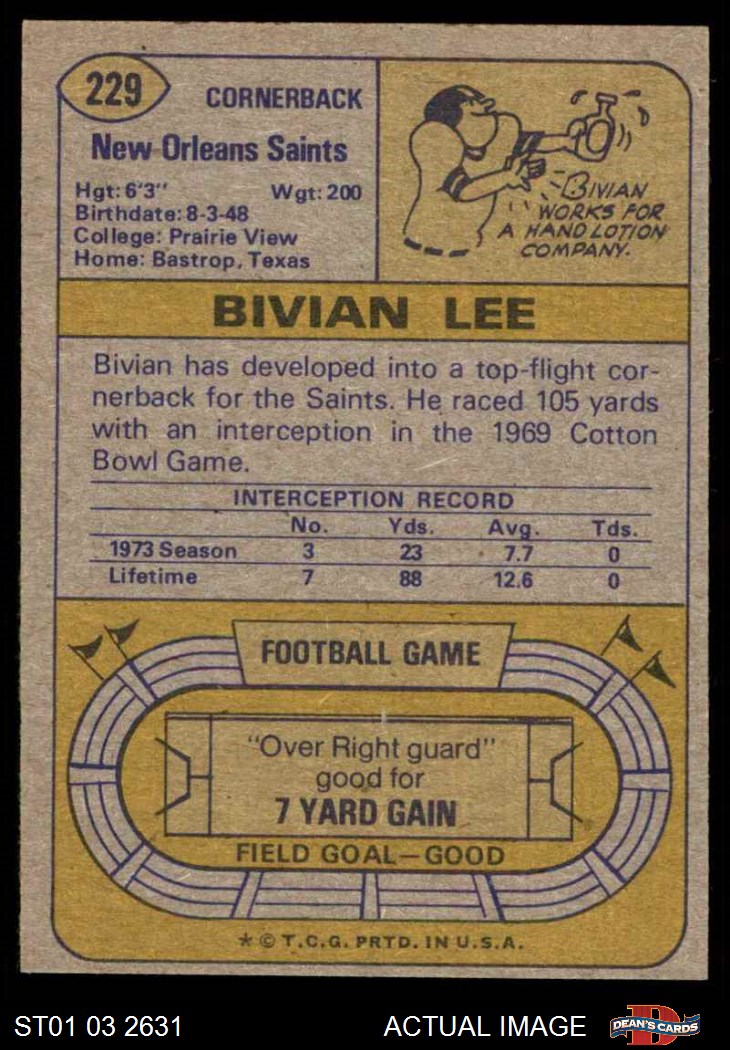 229
CORNERBACK
New Orleans Saints
Hgt: 6'3" Wgt: 200
Birthdate: 8-3-48
College: Prairie View
Home: Bastrop, Texas
BIVIAN
WORKS FOR
A HAND LOTION
COMPANY.
BIVIAN LEE
Bivian has developed into a top-flight cor-
nerback for the Saints. He raced 105 yards
with an interception in the 1969 Cotton
Bowl Game.
INTERCEPTION RECORD
No. Yds. Avg. Tds.
1973 Season 3 23 7.7 0
Lifetime 7 88 12.6 0
FOOTBALL GAME
"Over Right guard"
good for
7 YARD GAIN
FIELD GOAL—GOOD
* © T.C.G. PRTD. IN U.S.A.
ST01 03 2631 ACTUAL IMAGE
D
DEAN'S CARDS